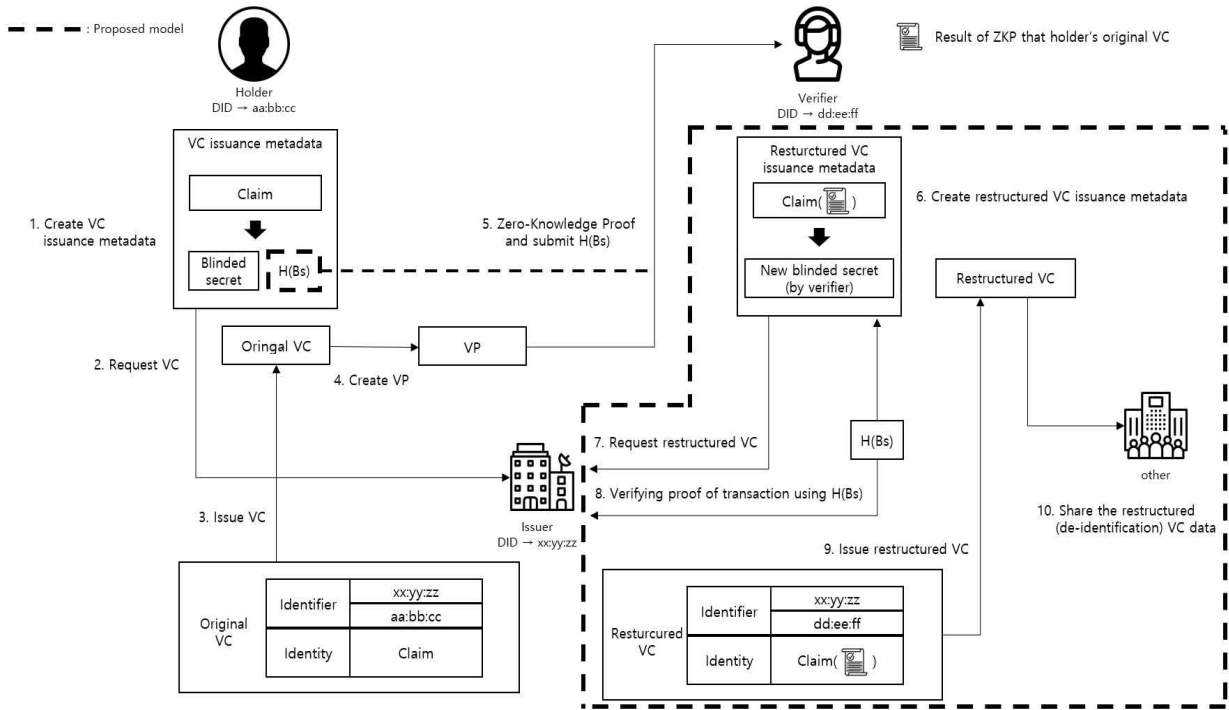 : Proposed model
Holder
DID → aa:bb:cc
Verifier
DID → dd:ee:ff
Result of ZKP that holder's original VC
VC issuance metadata
Claim
Blinded
secret
H(Bs)
1. Create VC
issuance metadata
5. Zero-Knowledge Proof
and submit H(Bs)
Resturctured VC
issuance metadata
Claim( )
New blinded secret
(by verifier)
6. Create restructured VC issuance metadata
Restructured VC
2. Request VC
Oringal VC
4. Create VP
VP
3. Issue VC
Issuer
DID → xx:yy:zz
7. Request restructured VC
H(Bs)
8. Verifying proof of transaction using H(Bs)
other
10. Share the restructured
(de-identification) VC data
9. Issue restructured VC
Original
VC
Identifier
xx:yy:zz
aa:bb:cc
Identity
Claim
Resturcured
VC
Identifier
xx:yy:zz
dd:ee:ff
Identity
Claim( )